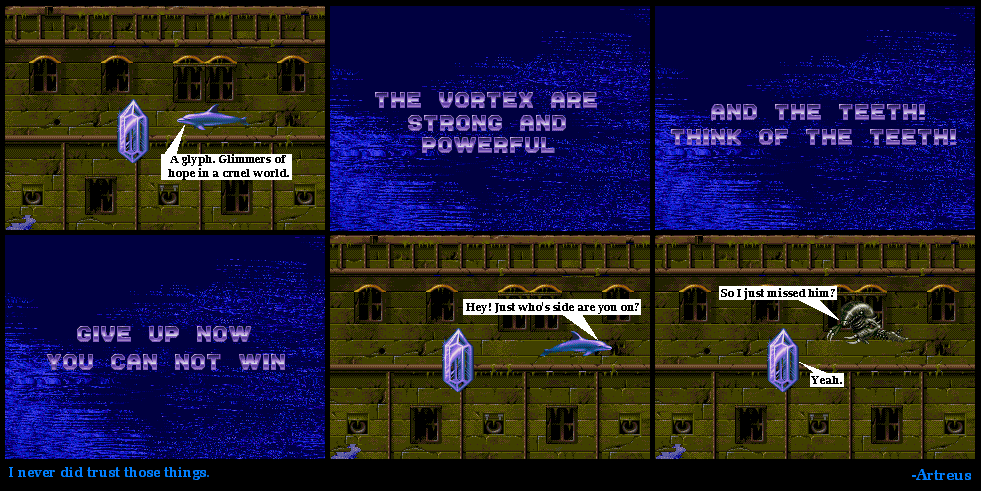 A glyph. Glimmers of
hope in a cruel world.
THE VORTEX ARE
STRONG AND
POWERFUL
AND THE TEETH!
THINK OF THE TEETH!
GIVE UP NOW
YOU CAN NOT WIN
Hey! Just who's side are you on?
So I just missed him?
Yeah.
I never did trust those things.
-Artreus